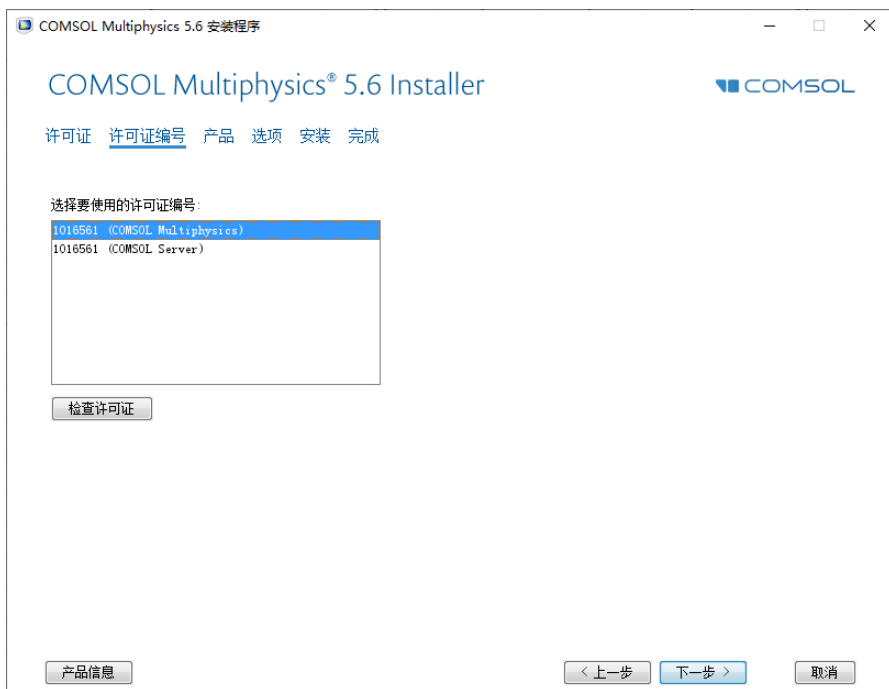 COMSOL Multiphysics 5.6 安装程序
COMSOL Multiphysics® 5.6 Installer
COMSOL
许可证 许可证编号 产品 选项 安装 完成
选择要使用的许可证编号:
1016561 (COMSOL Multiphysics)
1016561 (COMSOL Server)
检查许可证
产品信息 < 上一步 下一步 > 取消